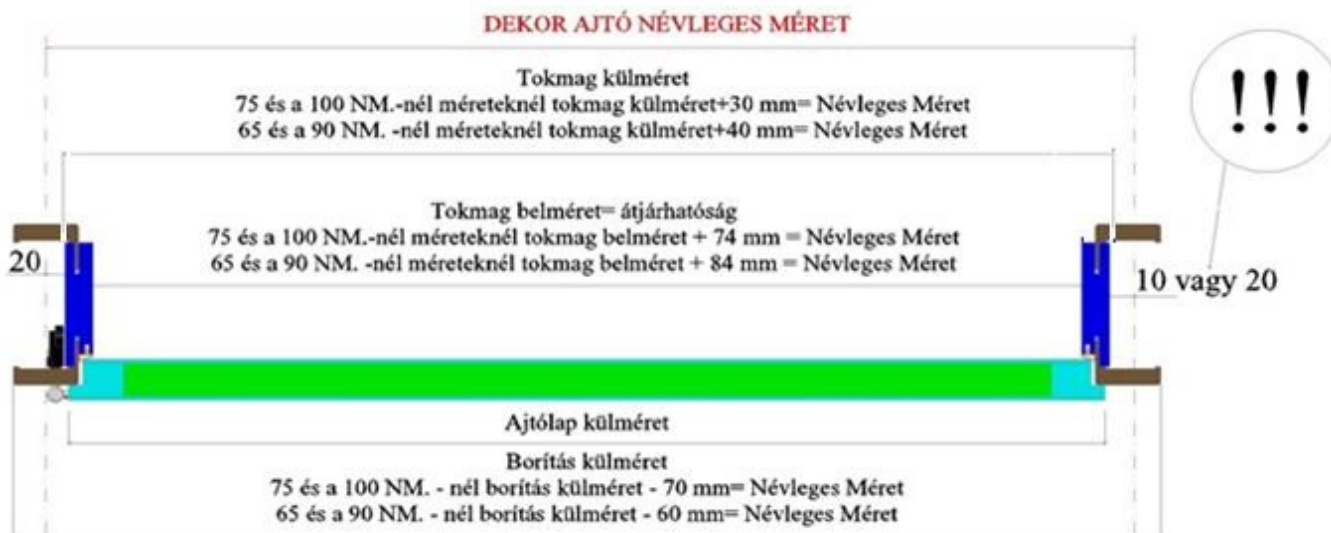 DEKOR AJTÓ NÉVLEGES MÉRET
Tokmag külméret
75 és a 100 NM.-nél méreteknél tokmag külméret+30 mm= Névleges Méret
65 és a 90 NM. -nél méreteknél tokmag külméret+40 mm= Névleges Méret
!!!
Tokmag belméret= átjárhatóság
75 és a 100 NM.-nél méreteknél tokmag belméret + 74 mm = Névleges Méret
65 és a 90 NM. -nél méreteknél tokmag belméret + 84 mm = Névleges Méret
20
10 vagy 20
Ajtólap külméret
Borítás külméret
75 és a 100 NM. - nél borítás külméret - 70 mm= Névleges Méret
65 és a 90 NM. - nél borítás külméret - 60 mm= Névleges Méret